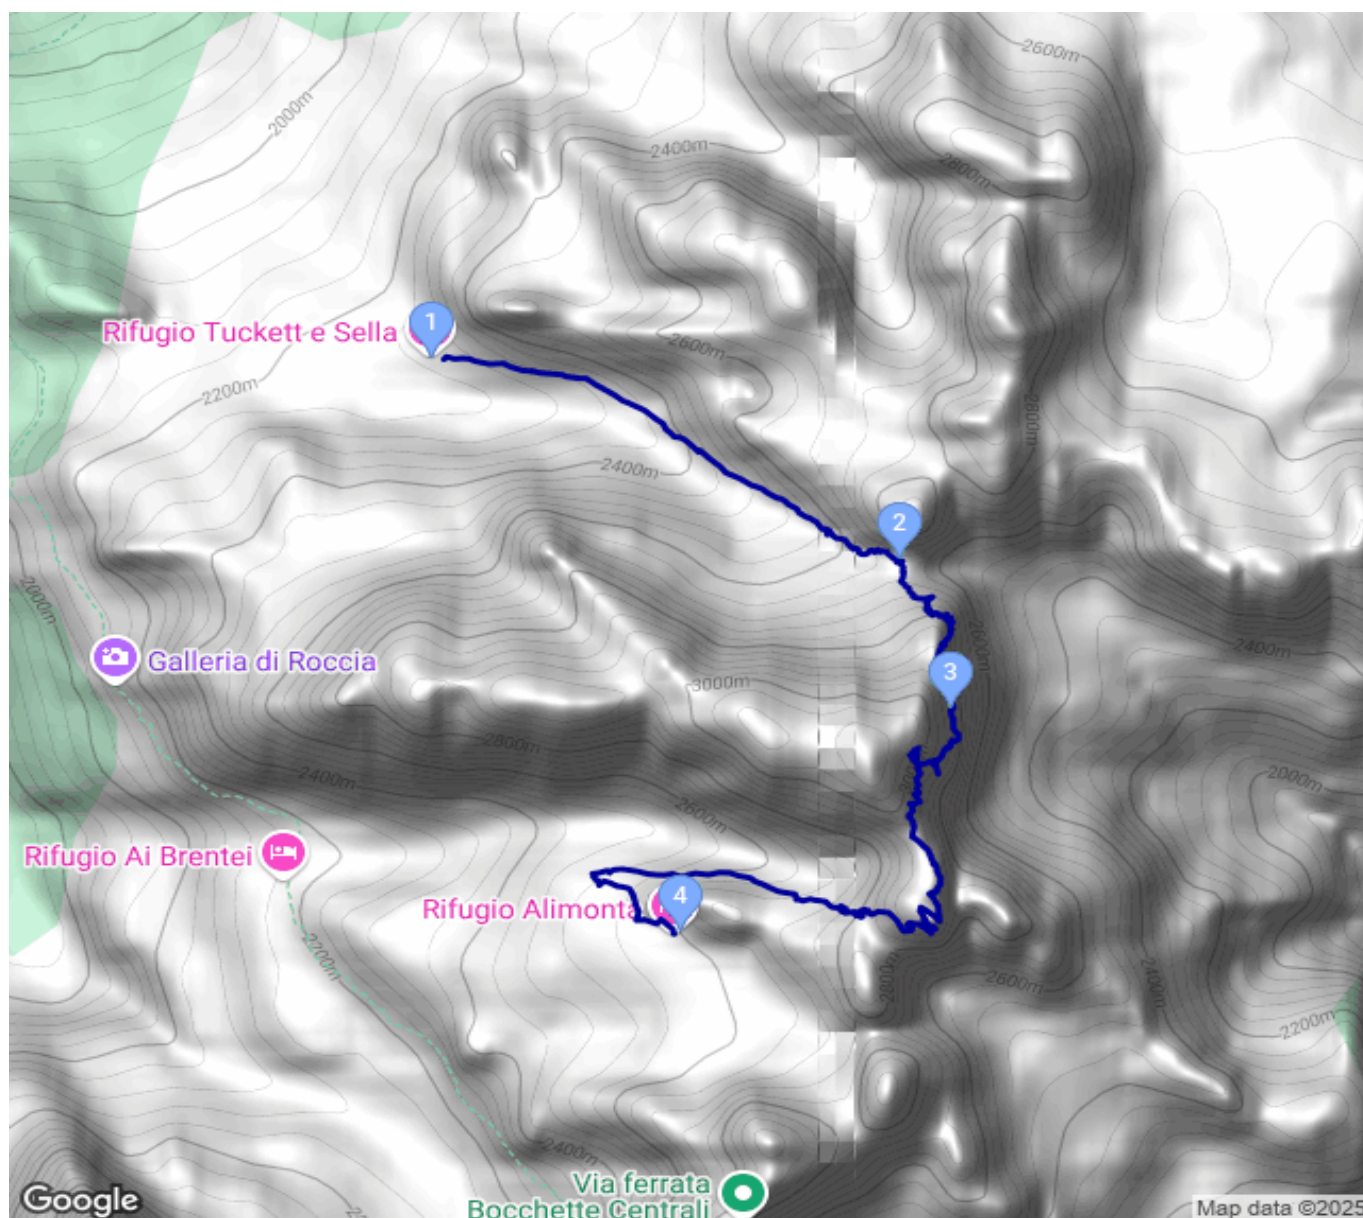 2600m
2000m
2400m
2800m
1
Rifugio Tuckett e Sella
2600m
2200m
2800m
2400m
2
2000m
2600m
2400m
Galleria di Roccia
3
3000m
2800m
2400m
2000m
2600m
Rifugio Ai Brentei
4
Rifugio Alimonta
2200m
2800m
2600m
2400m
2200m
2400m
Via ferrata
Bocchette Centrali
Google
Map data ©2025